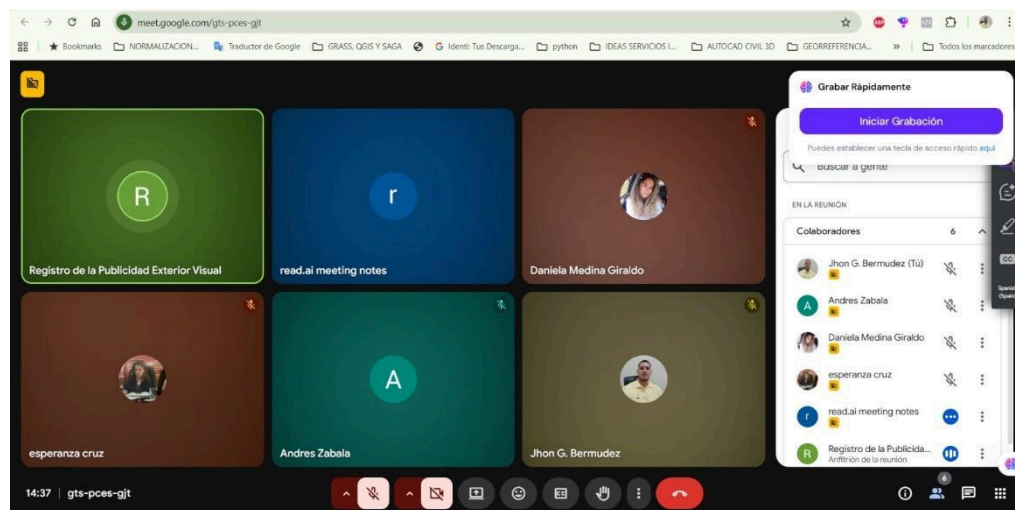 meet.google.com/gts-pces-gjt
Bookmarks NORMALIZACION... Traductor de Google GRASS, QGIS Y SAGA Identi: Tus Descarga... python IDEAS SERVICIOS I... AUTOCAD CIVIL 3D GEORREFERENCIA... » Todos los marcadores
Grabar Rápidamente
Iniciar Grabación
Puedes establecer una tecla de acceso rápido aquí
Buscar a gente
EN LA REUNIÓN
Colaboradores 6
Jhon G. Bermudez (Tú)
A Andres Zabala
Daniela Medina Giraldo
esperanza cruz
r read.ai meeting notes
R Registro de la Publicida...
Anfitrión de la reunión
CC
Spanish
R
Registro de la Publicidad Exterior Visual
r
read.ai meeting notes
Daniela Medina Giraldo
esperanza cruz
A
Andres Zabala
Jhon G. Bermudez
14:37 | gts-pces-gjt
6